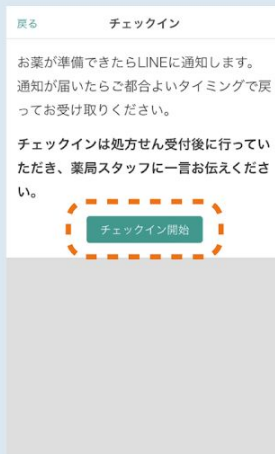 戻る
チェックイン
お薬が準備できたらLINEに通知します。
通知が届いたらご都合よいタイミングで戻
ってお受け取りください。
チェックインは処方せん受付後に行ってい
ただき、薬局スタッフに一言お伝えくださ
い。
チェックイン開始